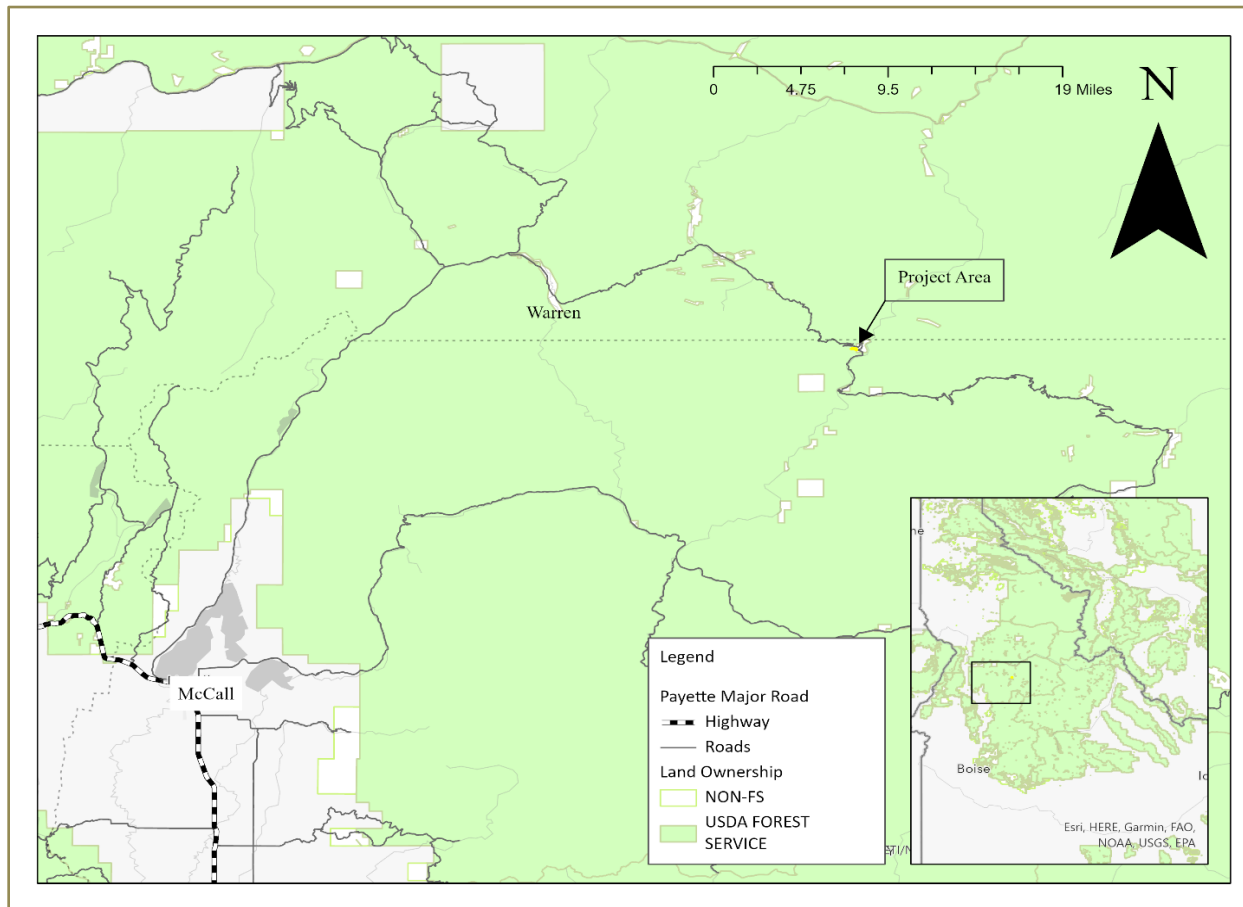 0 4.75 9.5 19 Miles
N
Project Area
Warren
McCall
Legend
Payette Major Road
Highway
Roads
Land Ownership
NON-FS
USDA FOREST
SERVICE
Boise
Esri, HERE, Garmin, FAO,
NOAA, USGS, EPA